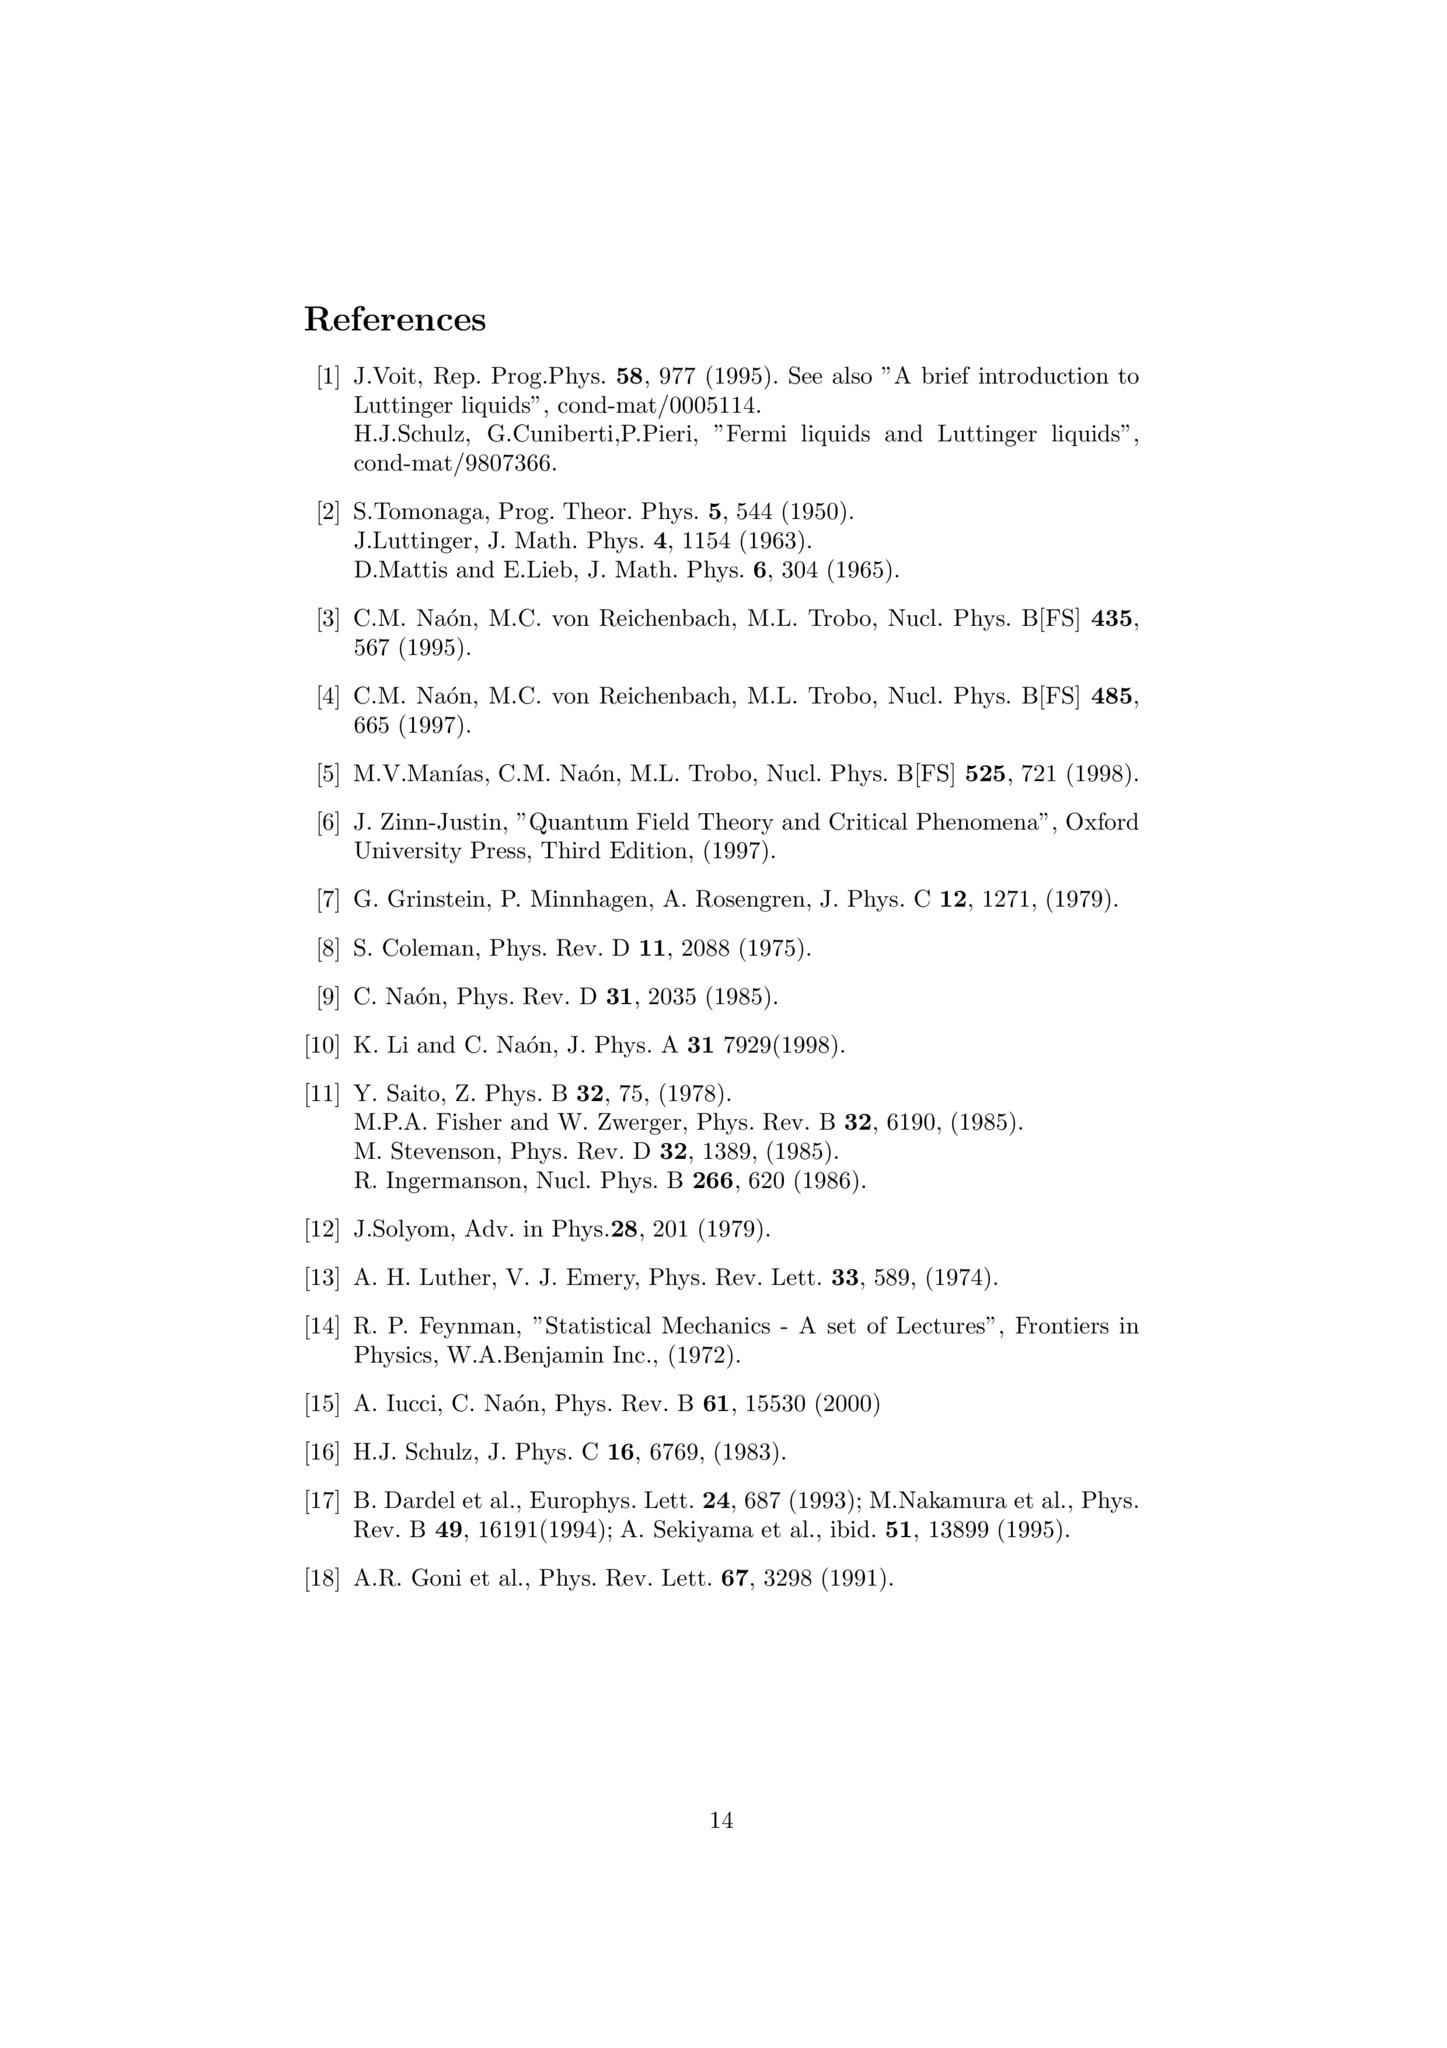 References
[1] J.Voit, Rep. Prog.Phys. 58, 977 (1995). See also ”A brief introduction to
Luttinger liquids”, cond-mat/0005114.
H.J.Schulz, G.Cuniberti,P.Pieri, ”Fermi liquids and Luttinger liquids”,
cond-mat/9807366.
[2] S.Tomonaga, Prog. Theor. Phys. 5, 544 (1950).
J.Luttinger, J. Math. Phys. 4, 1154 (1963).
D.Mattis and E.Lieb, J. Math. Phys. 6, 304 (1965).
[3] C.M. Naón, M.C. von Reichenbach, M.L. Trobo, Nucl. Phys. B[FS] 435,
567 (1995).
[4] C.M. Naón, M.C. von Reichenbach, M.L. Trobo, Nucl. Phys. B[FS] 485,
665 (1997).
[5] M.V.Manías, C.M. Naón, M.L. Trobo, Nucl. Phys. B[FS] 525, 721 (1998).
[6] J. Zinn-Justin, ”Quantum Field Theory and Critical Phenomena”, Oxford
University Press, Third Edition, (1997).
[7] G. Grinstein, P. Minnhagen, A. Rosengren, J. Phys. C 12, 1271, (1979).
[8] S. Coleman, Phys. Rev. D 11, 2088 (1975).
[9] C. Naón, Phys. Rev. D 31, 2035 (1985).
[10] K. Li and C. Naón, J. Phys. A 31 7929(1998).
[11] Y. Saito, Z. Phys. B 32, 75, (1978).
M.P.A. Fisher and W. Zwerger, Phys. Rev. B 32, 6190, (1985).
M. Stevenson, Phys. Rev. D 32, 1389, (1985).
R. Ingermanson, Nucl. Phys. B 266, 620 (1986).
[12] J.Solyom, Adv. in Phys.28, 201 (1979).
[13] A. H. Luther, V. J. Emery, Phys. Rev. Lett. 33, 589, (1974).
[14] R. P. Feynman, ”Statistical Mechanics - A set of Lectures”, Frontiers in
Physics, W.A.Benjamin Inc., (1972).
[15] A. Iucci, C. Naón, Phys. Rev. B 61, 15530 (2000)
[16] H.J. Schulz, J. Phys. C 16, 6769, (1983).
[17] B. Dardel et al., Europhys. Lett. 24, 687 (1993); M.Nakamura et al., Phys.
Rev. B 49, 16191(1994); A. Sekiyama et al., ibid. 51, 13899 (1995).
[18] A.R. Goni et al., Phys. Rev. Lett. 67, 3298 (1991).
14